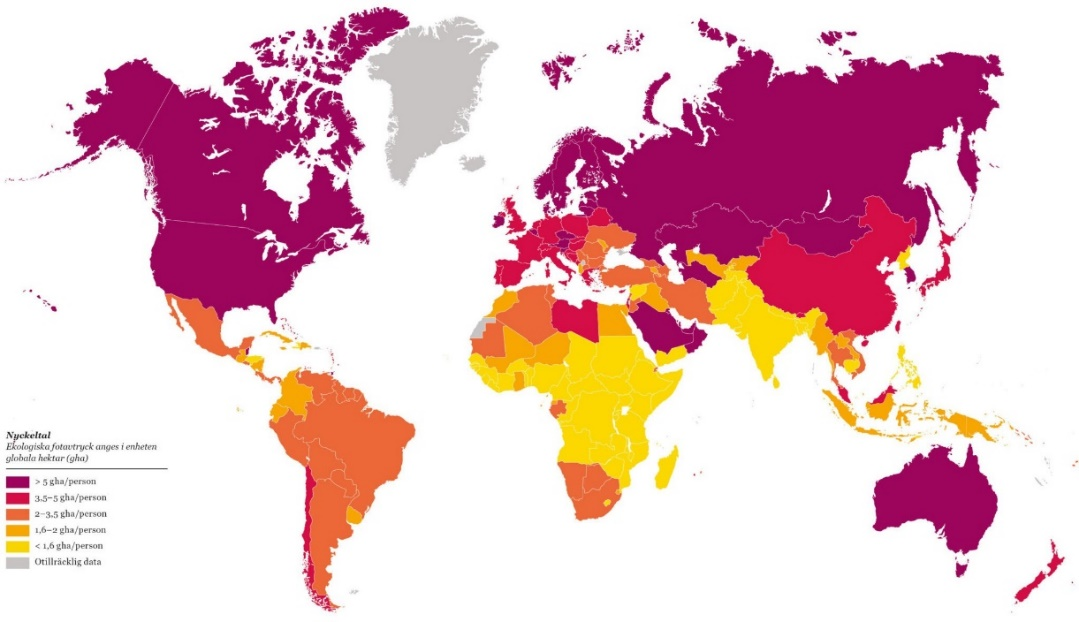 Nyckeltal
Ekologiska fotavtryck anges i enheten
globala hektar (gha)
> 5 gha/person
3,5–5 gha/person
2–3,5 gha/person
1,6–2 gha/person
< 1,6 gha/person
Otillräcklig data